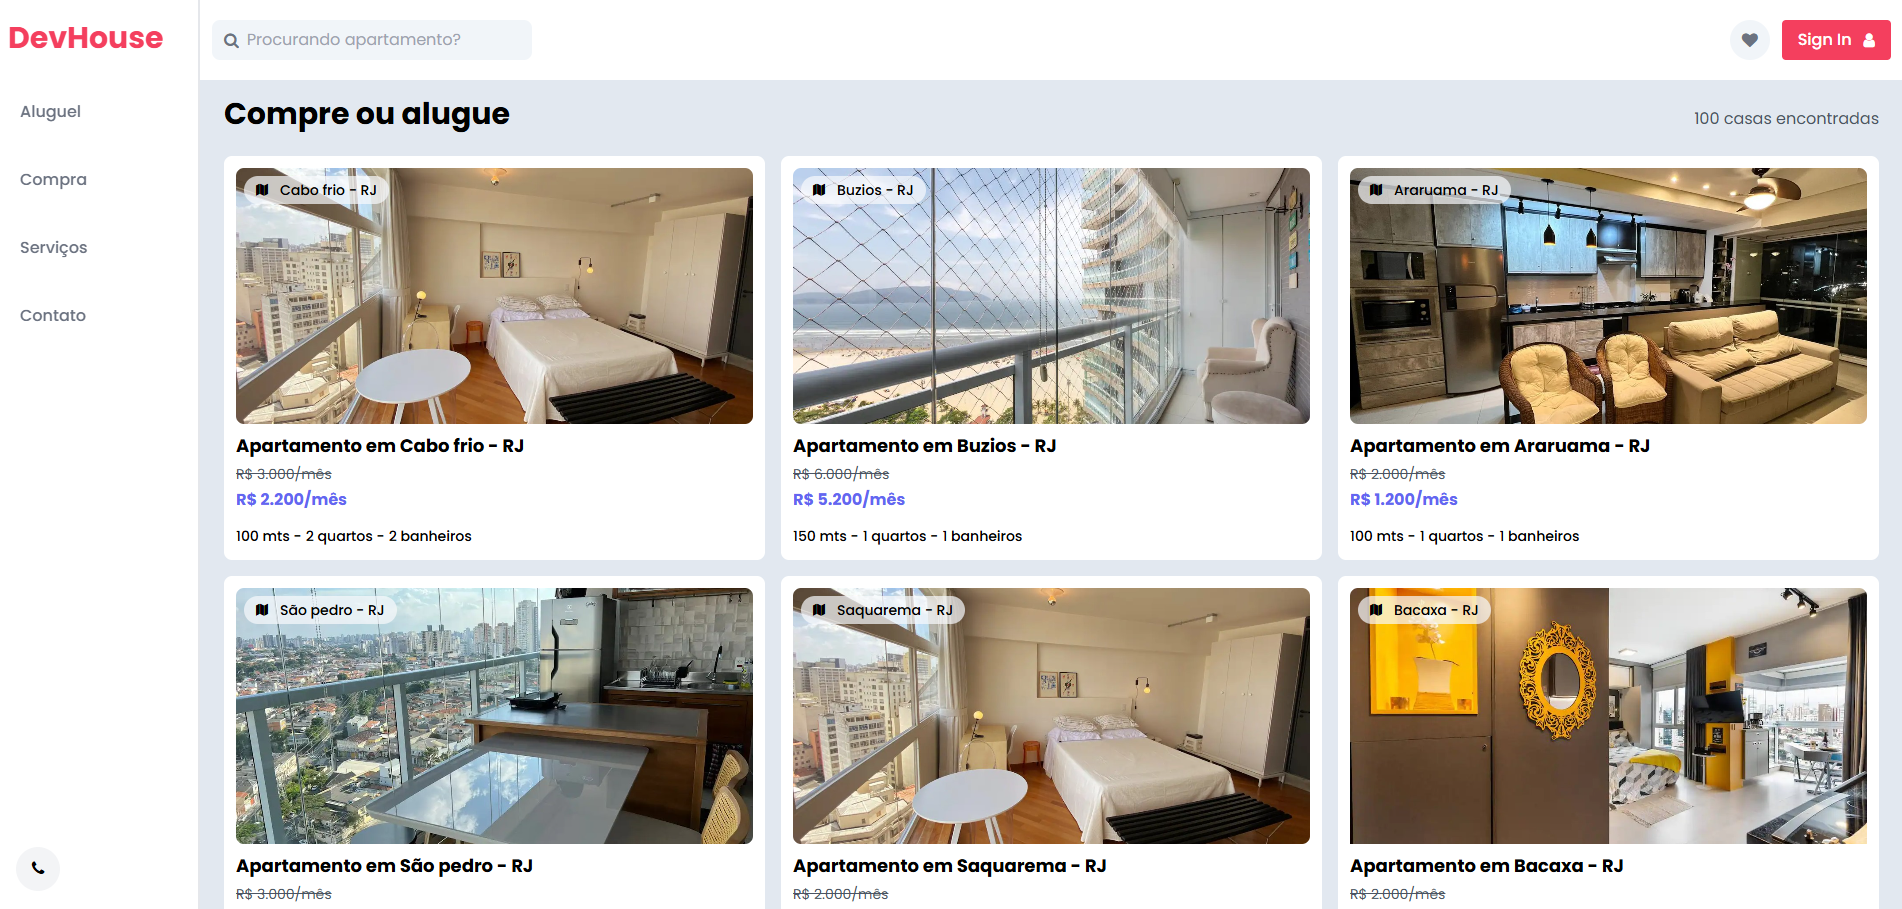 DevHouse
Procurando apartamento?
Sign In
Aluguel
Compra
Serviços
Contato
Compre ou alugue
100 casas encontradas
Cabo frio - RJ
Apartamento em Cabo frio - RJ
R$ 3.000/mês
R$ 2.200/mês
100 mts - 2 quartos - 2 banheiros
Buzios - RJ
Apartamento em Buzios - RJ
R$ 6.000/mês
R$ 5.200/mês
150 mts - 1 quartos - 1 banheiros
Araruama - RJ
Apartamento em Araruama - RJ
R$ 2.000/mês
R$ 1.200/mês
100 mts - 1 quartos - 1 banheiros
São pedro - RJ
Apartamento em São pedro - RJ
R$ 3.000/mês
Saquarema - RJ
Apartamento em Saquarema - RJ
R$ 2.000/mês
Bacaxa - RJ
Apartamento em Bacaxa - RJ
R$ 2.000/mês